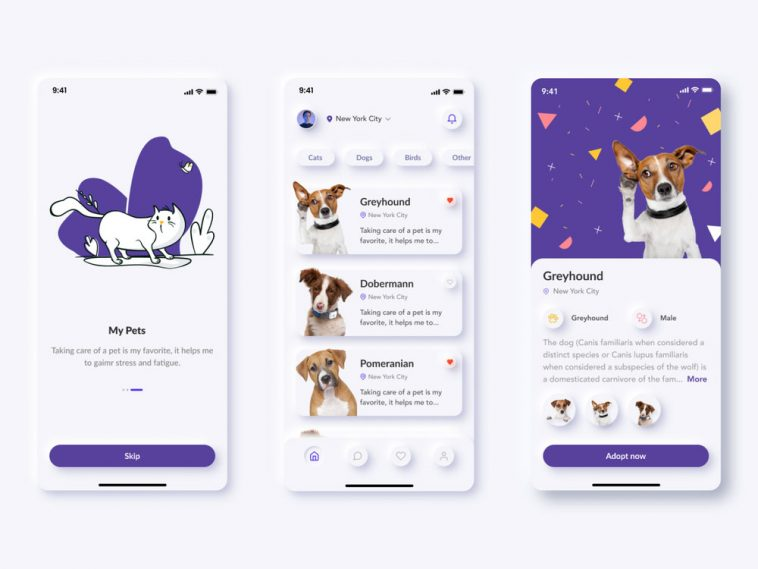 9:41
My Pets
Taking care of a pet is my favorite, it helps me
to gaimr stress and fatigue.
Skip
9:41
New York City
Cats Dogs Birds Other
Greyhound
New York City
Taking care of a pet is my
favorite, it helps me to...
Dobermann
New York City
Taking care of a pet is my
favorite, it helps me to...
Pomeranian
New York City
Taking care of a pet is my
favorite, it helps me to...
9:41
Greyhound
New York City
Greyhound Male
The dog (Canis familiaris when considered a
distinct species or Canis lupus familiaris
when considered a subspecies of the wolf) is
a domesticated carnivore of the fam... More
Adopt now